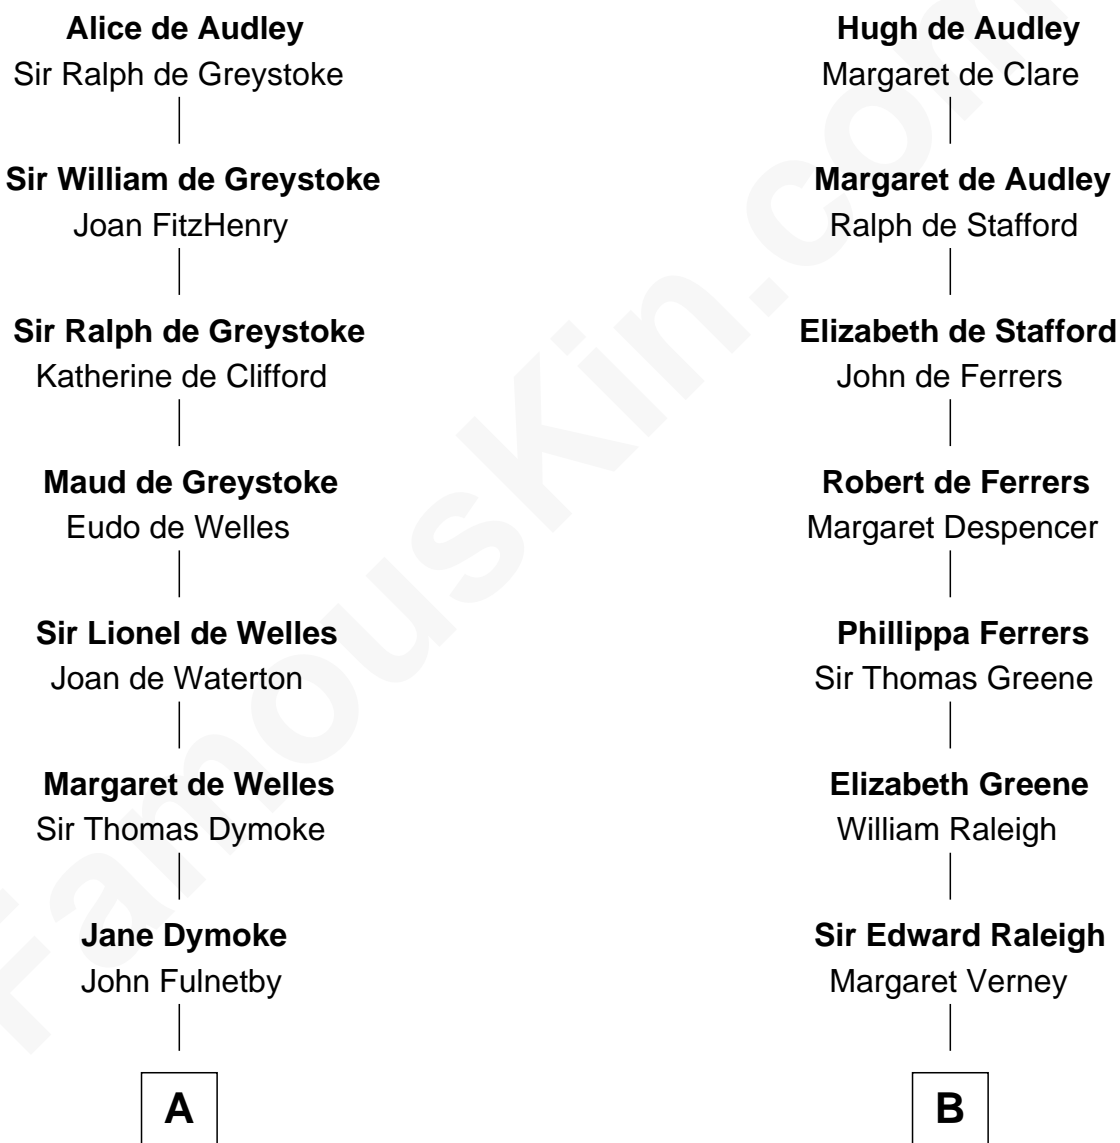 Alice de Audley
Sir Ralph de Greystoke
Sir William de Greystoke
Joan FitzHenry
Sir Ralph de Greystoke
Katherine de Clifford
Maud de Greystoke
Eudo de Welles
Sir Lionel de Welles
Joan de Waterton
Margaret de Welles
Sir Thomas Dymoke
Jane Dymoke
John Fulnetby
A
Hugh de Audley
Margaret de Clare
Margaret de Audley
Ralph de Stafford
Elizabeth de Stafford
John de Ferrers
Robert de Ferrers
Margaret Despencer
Phillippa Ferrers
Sir Thomas Greene
Elizabeth Greene
William Raleigh
Sir Edward Raleigh
Margaret Verney
B
FamousKin.com